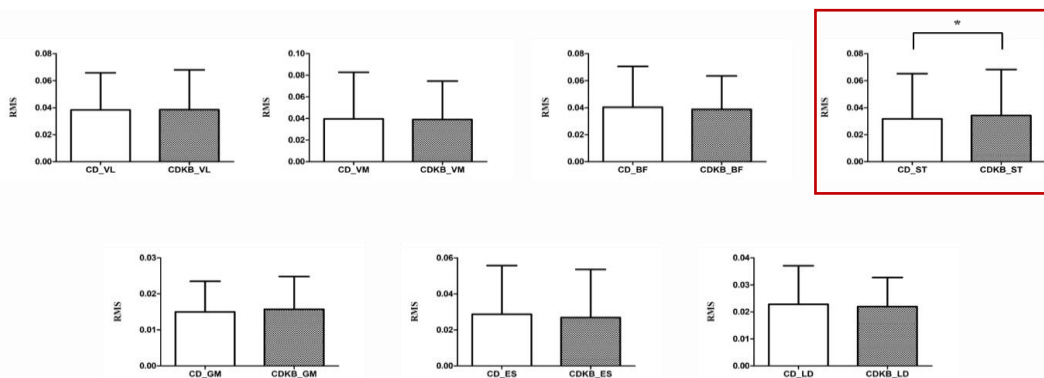 *
RMS
0.08
0.06
0.04
0.02
0.00
CD_VL CDKB_VL
RMS
0.10
0.08
0.06
0.04
0.02
0.00
CD_VM CDKB_VM
RMS
0.08
0.06
0.04
0.02
0.00
CD_BF CDKB_BF
RMS
0.08
0.06
0.04
0.02
0.00
CD_ST CDKB_ST
RMS
0.03
0.02
0.01
0.00
CD_GM CDKB_GM
RMS
0.06
0.04
0.02
0.00
CD_ES CDKB_ES
RMS
0.04
0.03
0.02
0.01
0.00
CD_LD CDKB_LD